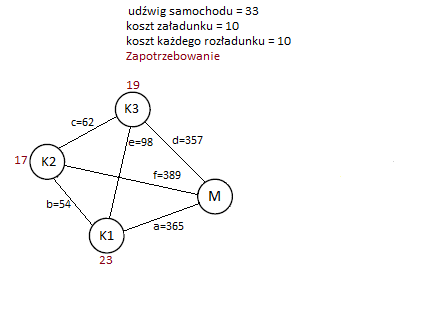 udźwig samochodu = 33
koszt załadunku = 10
koszt każdego rozładunku = 10
Zapotrzebowanie
19
K3
c=62
e=98
d=357
17
K2
f=389
M
b=54
a=365
K1
23